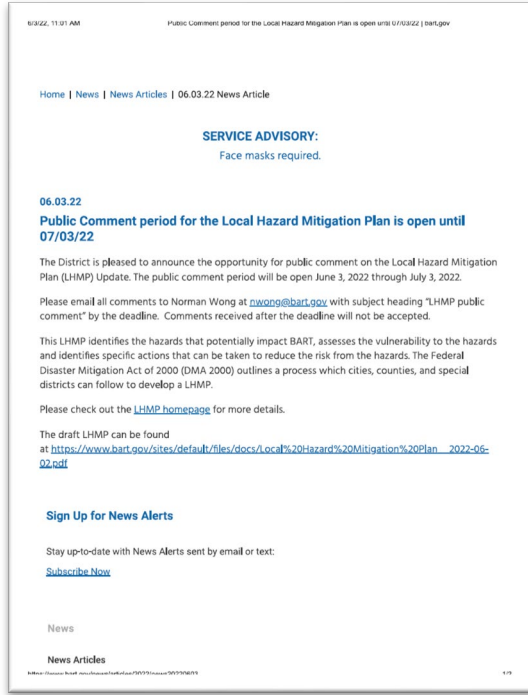 6/3/22, 11:01 AM Public Comment period for the Local Hazard Mitigation Plan is open until 07/03/22 | bart.gov
Home | News | News Articles | 06.03.22 News Article
SERVICE ADVISORY:
Face masks required.
06.03.22
Public Comment period for the Local Hazard Mitigation Plan is open until
07/03/22
The District is pleased to announce the opportunity for public comment on the Local Hazard Mitigation
Plan (LHMP) Update. The public comment period will be open June 3, 2022 through July 3, 2022.
Please email all comments to Norman Wong at nwong@bart.gov with subject heading "LHMP public
comment" by the deadline. Comments received after the deadline will not be accepted.
This LHMP identifies the hazards that potentially impact BART, assesses the vulnerability to the hazards
and identifies specific actions that can be taken to reduce the risk from the hazards. The Federal
Disaster Mitigation Act of 2000 (DMA 2000) outlines a process which cities, counties, and special
districts can follow to develop a LHMP.
Please check out the LHMP homepage for more details.
The draft LHMP can be found
at https://www.bart.gov/sites/default/files/docs/Local%20Hazard%20Mitigation%20Plan__2022-06-
02.pdf
Sign Up for News Alerts
Stay up-to-date with News Alerts sent by email or text:
Subscribe Now
News
News Articles
https://www.bart.gov/news/articles/2022/news20220603 1/2